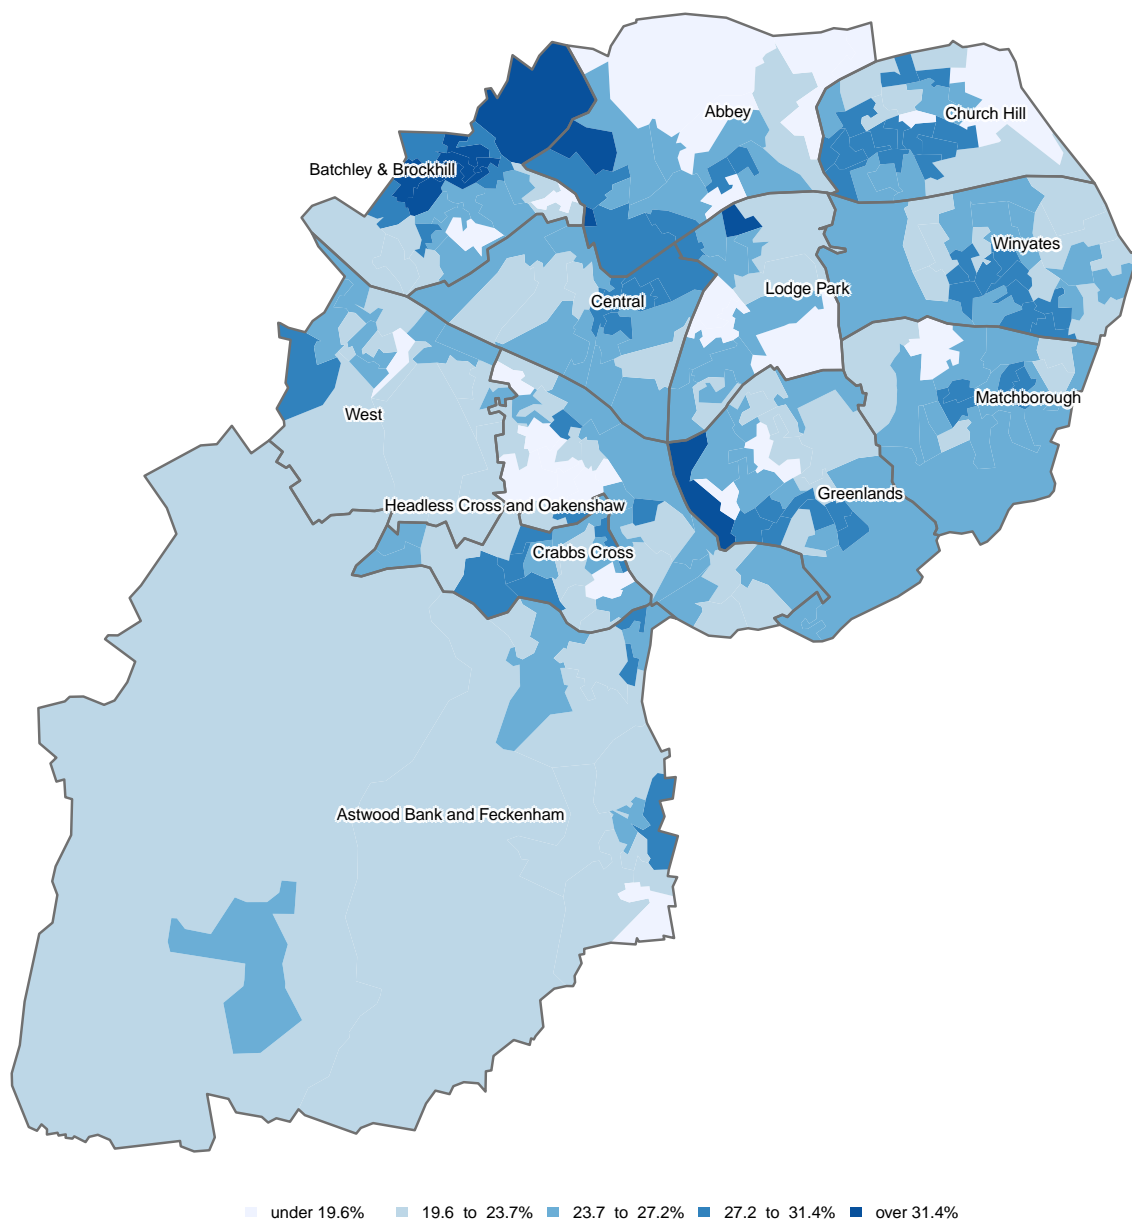 Abbey
Church Hill
Batchley & Brockhill
Winyates
Lodge Park
Central
Matchborough
West
Greenlands
Headless Cross and Oakenshaw
Crabbs Cross
Astwood Bank and Feckenham
under 19.6% 19.6 to 23.7% 23.7 to 27.2% 27.2 to 31.4% over 31.4%